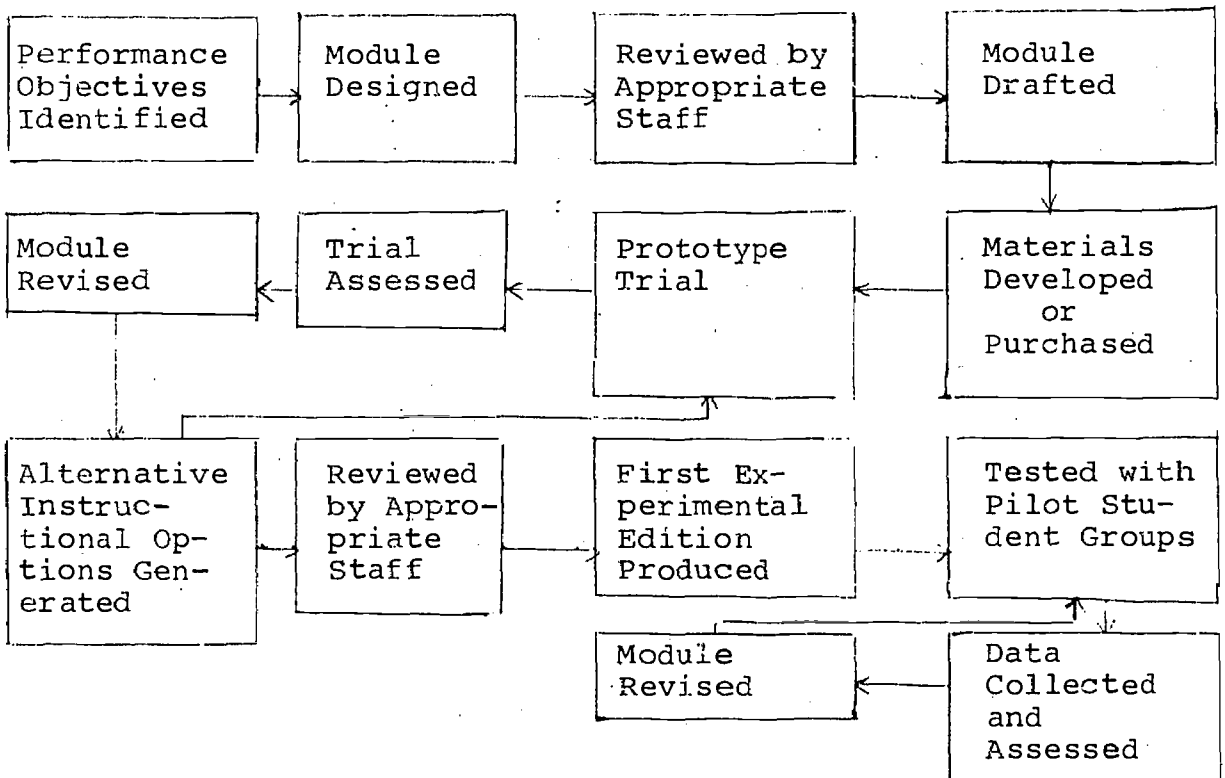 Performance
Objectives
Identified
Module
Designed
Reviewed by
Appropriate
Staff
Module
Drafted
Module
Revised
Trial
Assessed
Prototype
Trial
Materials
Developed
or
Purchased
Alternative
Instruc-
tional Op-
tions Gen-
erated
Reviewed
by Appro-
priate
Staff
First Ex-
perimental
Edition
Produced
Tested with
Pilot Stu-
dent Groups
Module
Revised
Data
Collected
and
Assessed